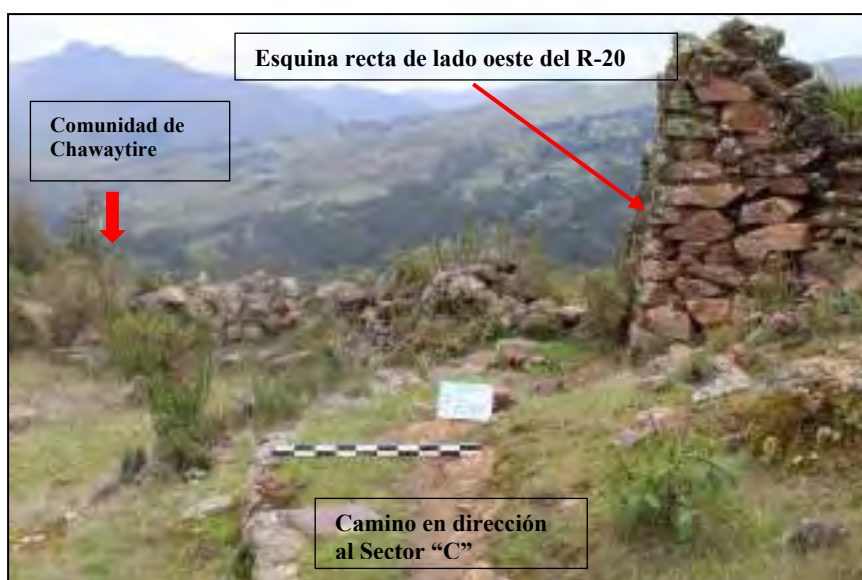 Esquina recta de lado oeste del R-20
Comunidad de
Chawaytire
Camino en dirección
al Sector “C”